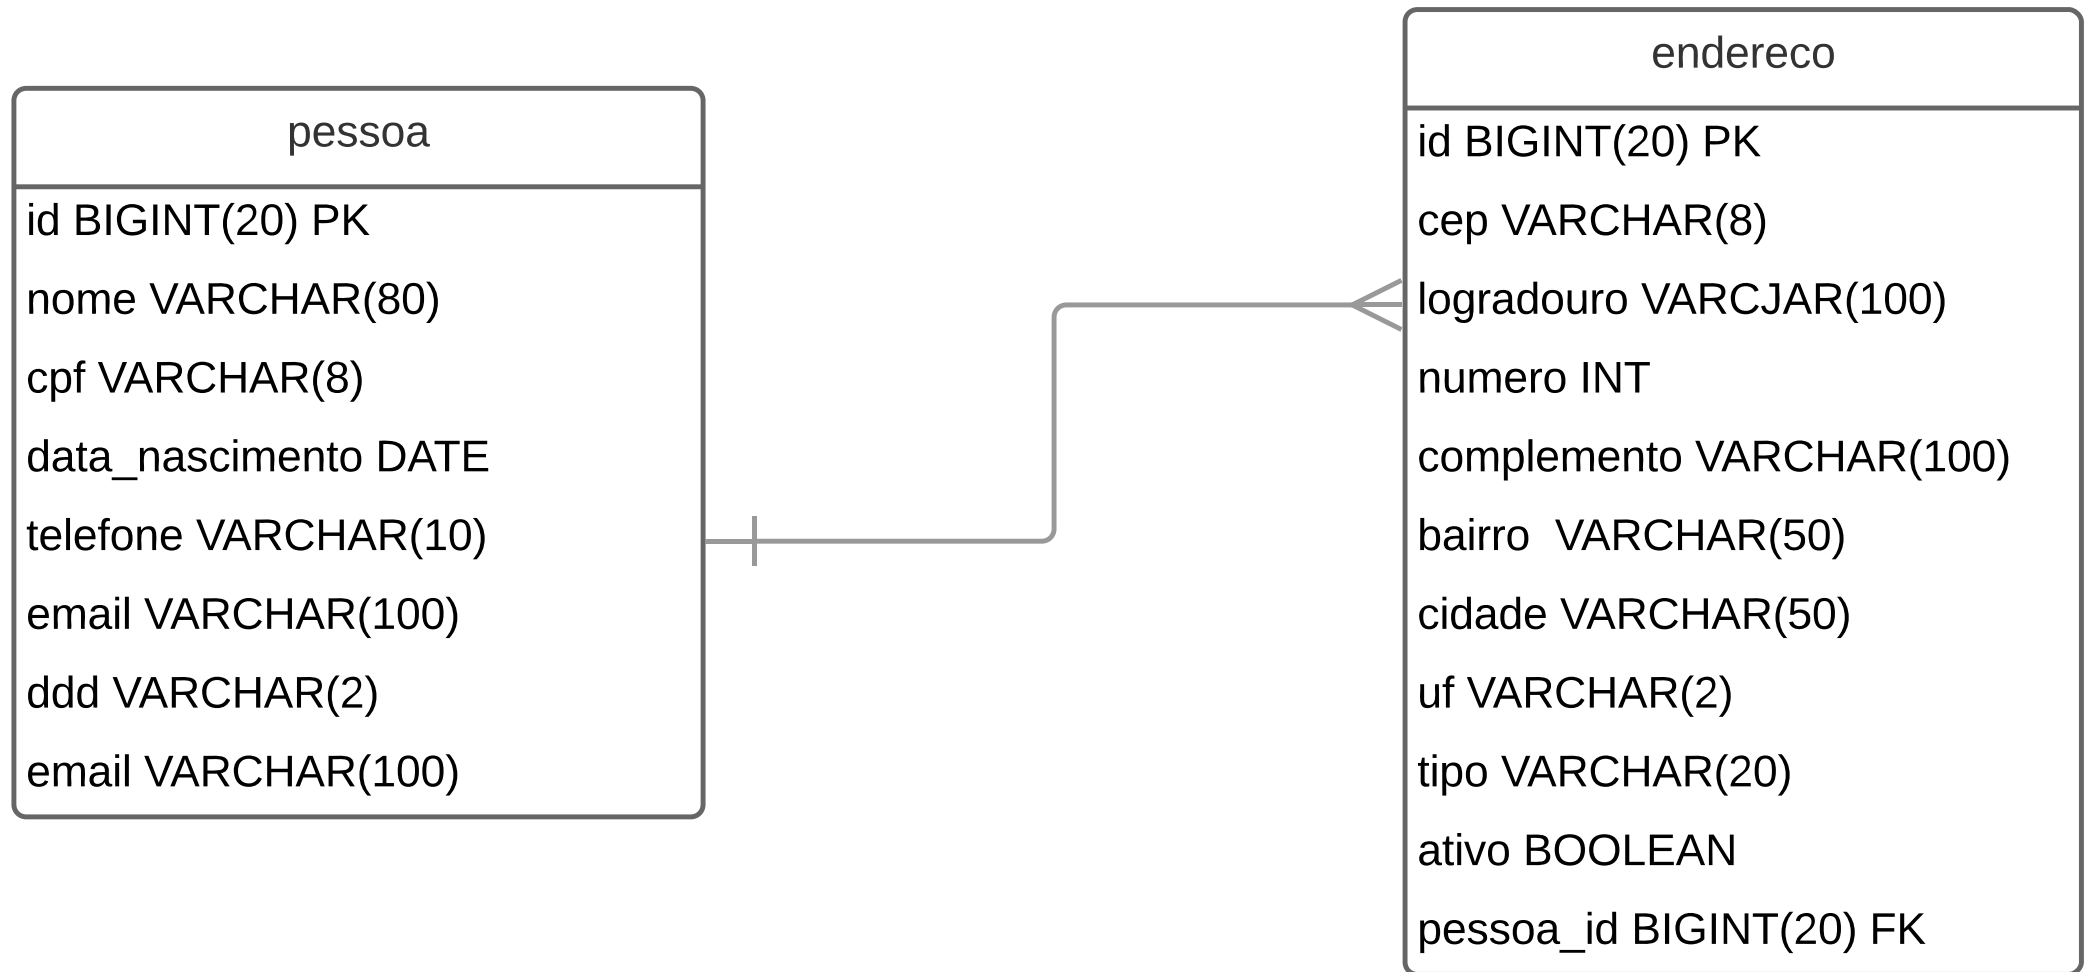 pessoa
id BIGINT(20) PK
nome VARCHAR(80)
cpf VARCHAR(8)
data_nascimento DATE
telefone VARCHAR(10)
email VARCHAR(100)
ddd VARCHAR(2)
email VARCHAR(100)
endereco
id BIGINT(20) PK
cep VARCHAR(8)
logradouro VARCJAR(100)
numero INT
complemento VARCHAR(100)
bairro  VARCHAR(50)
cidade VARCHAR(50)
uf VARCHAR(2)
tipo VARCHAR(20)
ativo BOOLEAN
pessoa_id BIGINT(20) FK